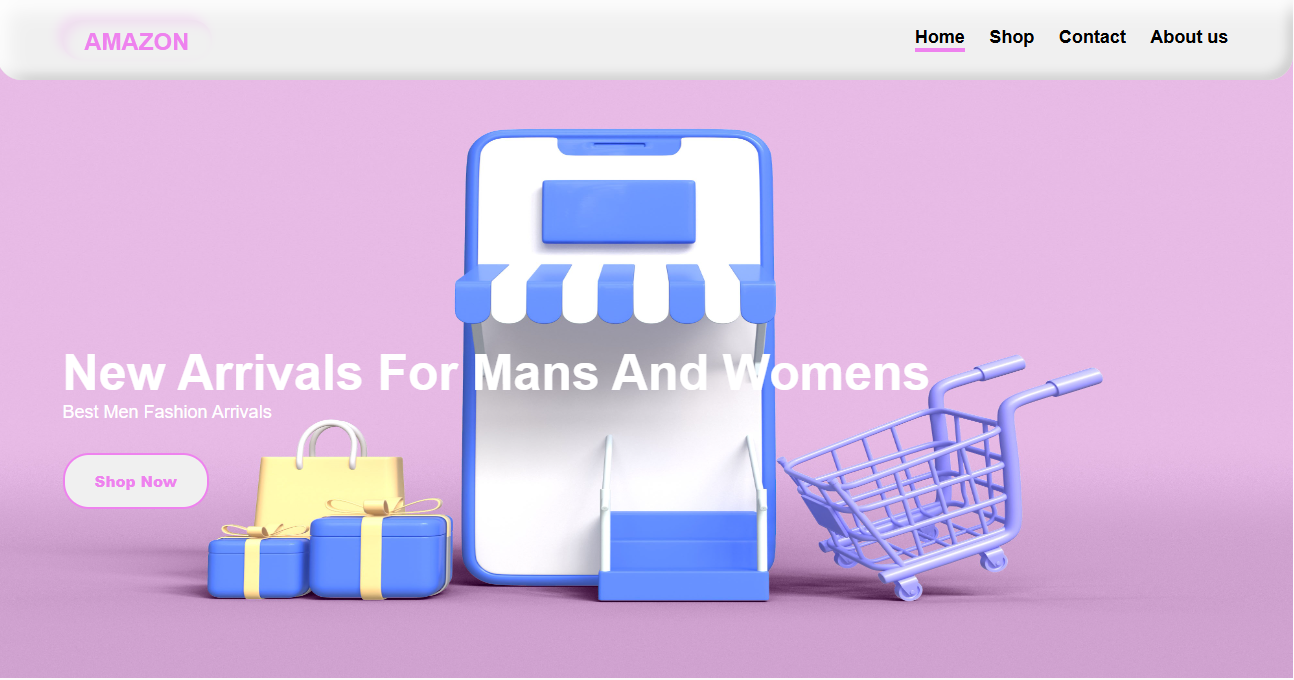 AMAZON
Home Shop Contact About us
New Arrivals For Mans And Womens
Best Men Fashion Arrivals
Shop Now